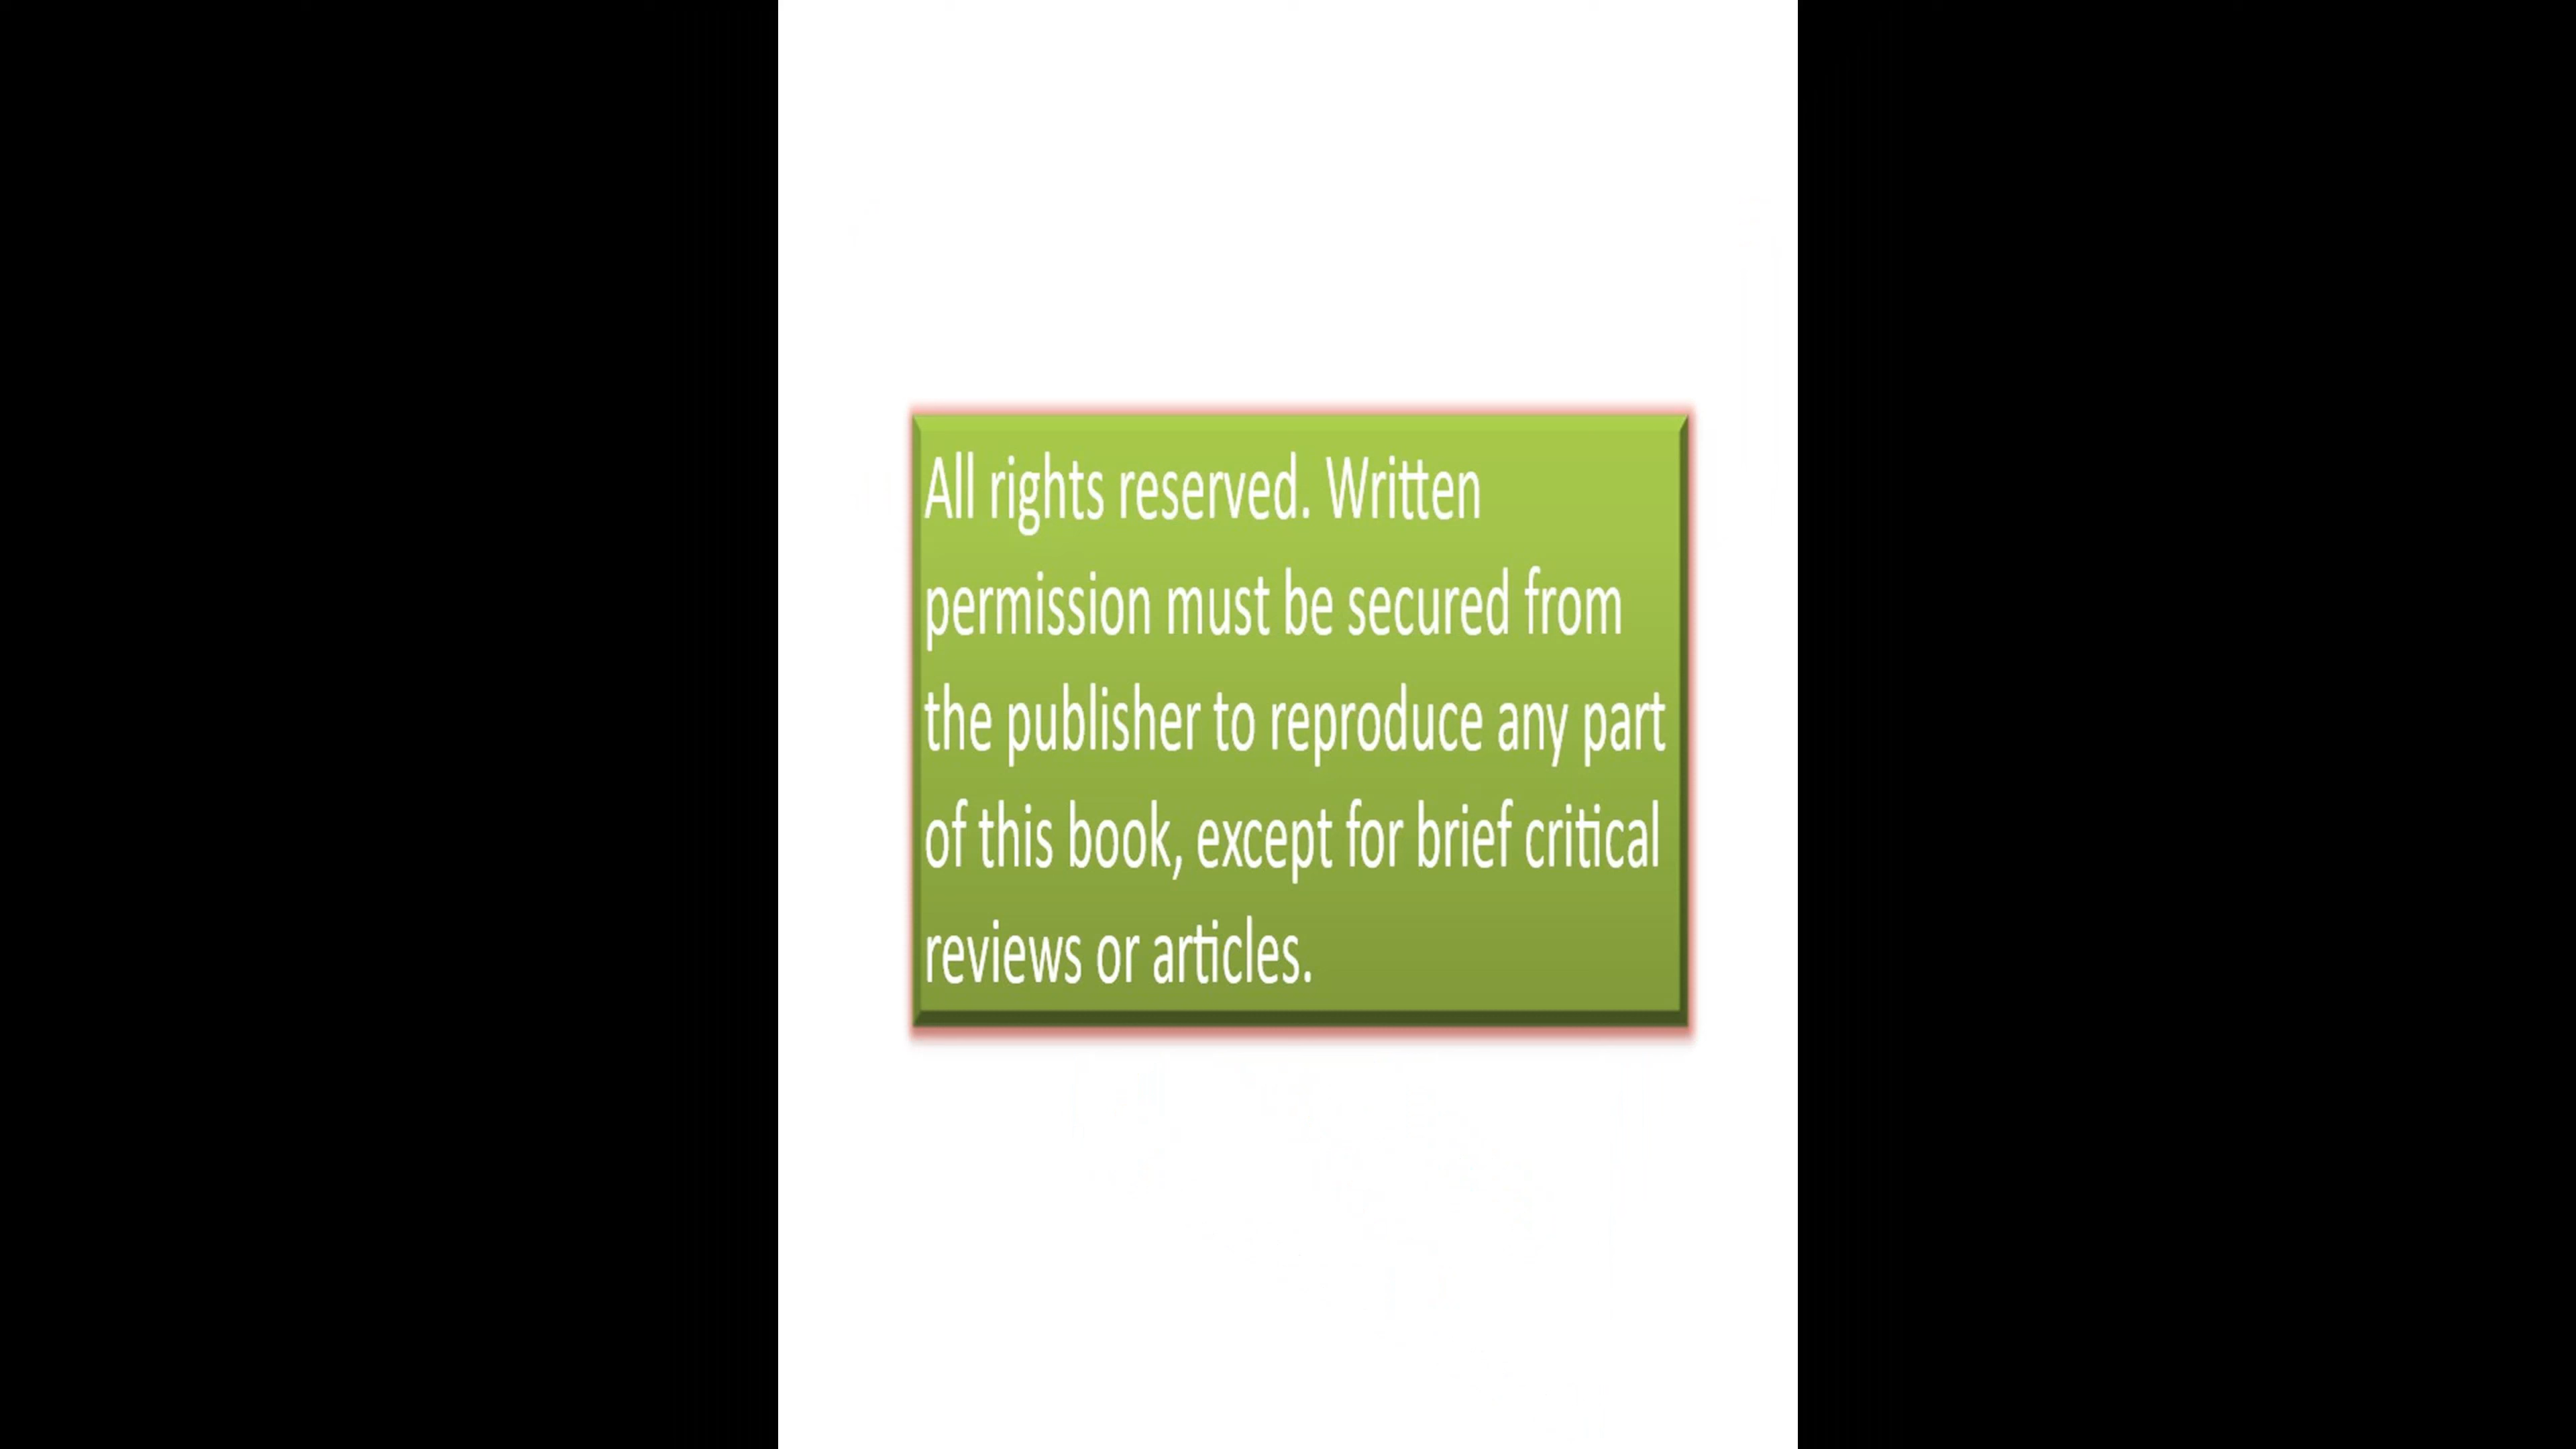 All rights reserved. Written
permission must be secured from
the publisher to reproduce any part
of this book, except for brief critical
reviews or articles.